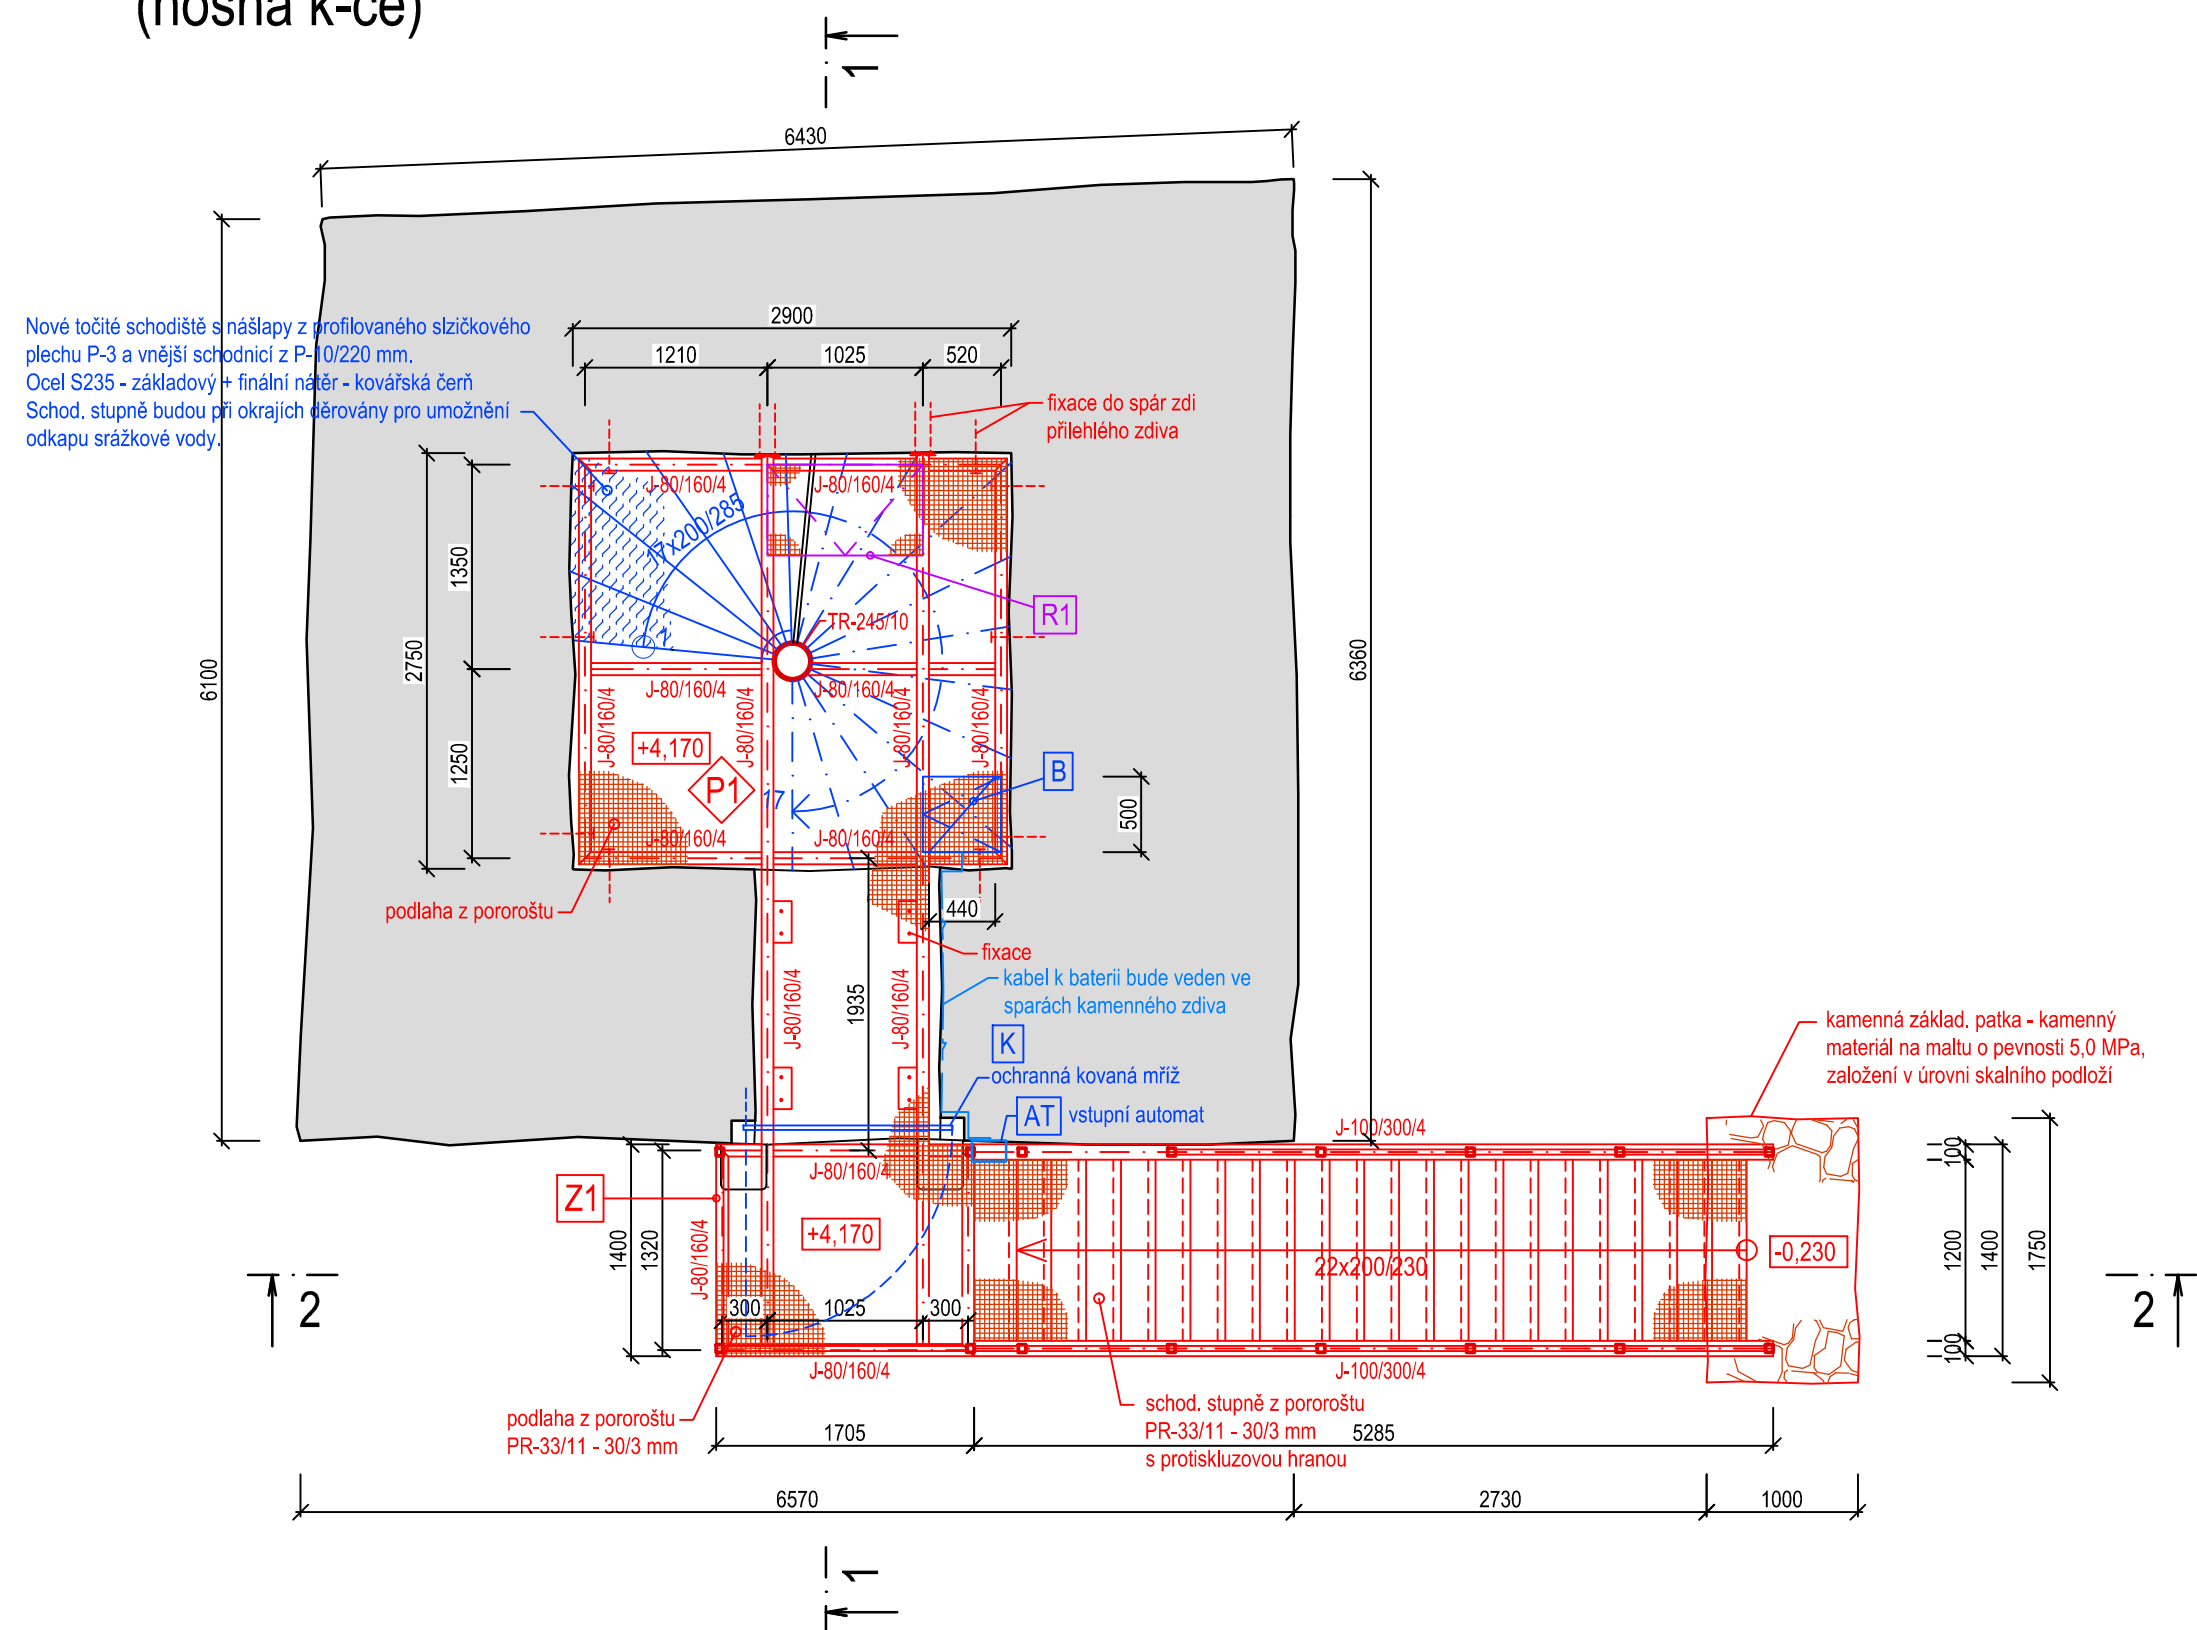 (nosná k-ce)
1
6430
Nové točité schodiště s nášlapy z profilovaného slzičkového
plechu P-3 a vnější schodnicí z P-10/220 mm.
Ocel S235 - základový + finální nátěr - kovářská čerň
Schod. stupně budou při okrajích děrovány pro umožnění
odkapu srážkové vody.
2900
1210
1025
520
fixace do spár zdi
přilehlého zdiva
J-80/160/4
J-80/160/4
17x200/285
1350
R1
TR-245/10
1
6100
2750
6360
J-80/160/4
J-80/160/4
J-80/160/4
J-80/160/4
J-80/160/4
J-80/160/4
+4,170
P1
17
B
1250
500
J-80/160/4
J-80/160/4
podlaha z pororoštu
440
fixace
kabel k baterii bude veden ve
sparách kamenného zdiva
J-80/160/4
1935
J-80/160/4
K
ochranná kovaná mříž
AT vstupní automat
kamenná základ. patka - kamenný
materiál na maltu o pevnosti 5,0 MPa,
založení v úrovni skalního podloží
J-100/300/4
J-80/160/4
Z1
1400
1320
J-80/160/4
+4,170
22x200/230
-0,230
100
1200
100
1400
1750
300
1025
300
2
2
J-80/160/4
J-100/300/4
podlaha z pororoštu
PR-33/11 - 30/3 mm
schod. stupně z pororoštu
PR-33/11 - 30/3 mm
s protiskluzovou hranou
1705
5285
6570
2730
1000
1